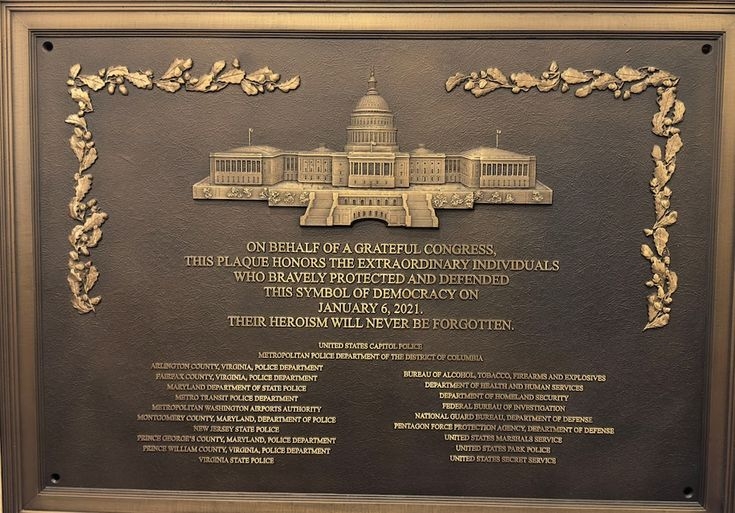 ON BEHALF OF A GRATEFUL CONGRESS,
THIS PLAQUE HONORS THE EXTRAORDINARY INDIVIDUALS
WHO BRAVELY PROTECTED AND DEFENDED
THIS SYMBOL OF DEMOCRACY ON
JANUARY 6, 2021.
THEIR HEROISM WILL NEVER BE FORGOTTEN.
UNITED STATES CAPITOL POLICE
METROPOLITAN POLICE DEPARTMENT OF THE DISTRICT OF COLUMBIA
ARLINGTON COUNTY, VIRGINIA, POLICE DEPARTMENT
FAIRFAX COUNTY, VIRGINIA, POLICE DEPARTMENT
MARYLAND DEPARTMENT OF STATE POLICE
METRO TRANSIT POLICE DEPARTMENT
METROPOLITAN WASHINGTON AIRPORTS AUTHORITY
MONTGOMERY COUNTY, MARYLAND, DEPARTMENT OF POLICE
NEW JERSEY STATE POLICE
PRINCE GEORGE'S COUNTY, MARYLAND, POLICE DEPARTMENT
PRINCE WILLIAM COUNTY, VIRGINIA, POLICE DEPARTMENT
VIRGINIA STATE POLICE
BUREAU OF ALCOHOL, TOBACCO, FIREARMS AND EXPLOSIVES
DEPARTMENT OF HEALTH AND HUMAN SERVICES
DEPARTMENT OF HOMELAND SECURITY
FEDERAL BUREAU OF INVESTIGATION
NATIONAL GUARD BUREAU, DEPARTMENT OF DEFENSE
PENTAGON FORCE PROTECTION AGENCY, DEPARTMENT OF DEFENSE
UNITED STATES MARSHALS SERVICE
UNITED STATES PARK POLICE
UNITED STATES SECRET SERVICE